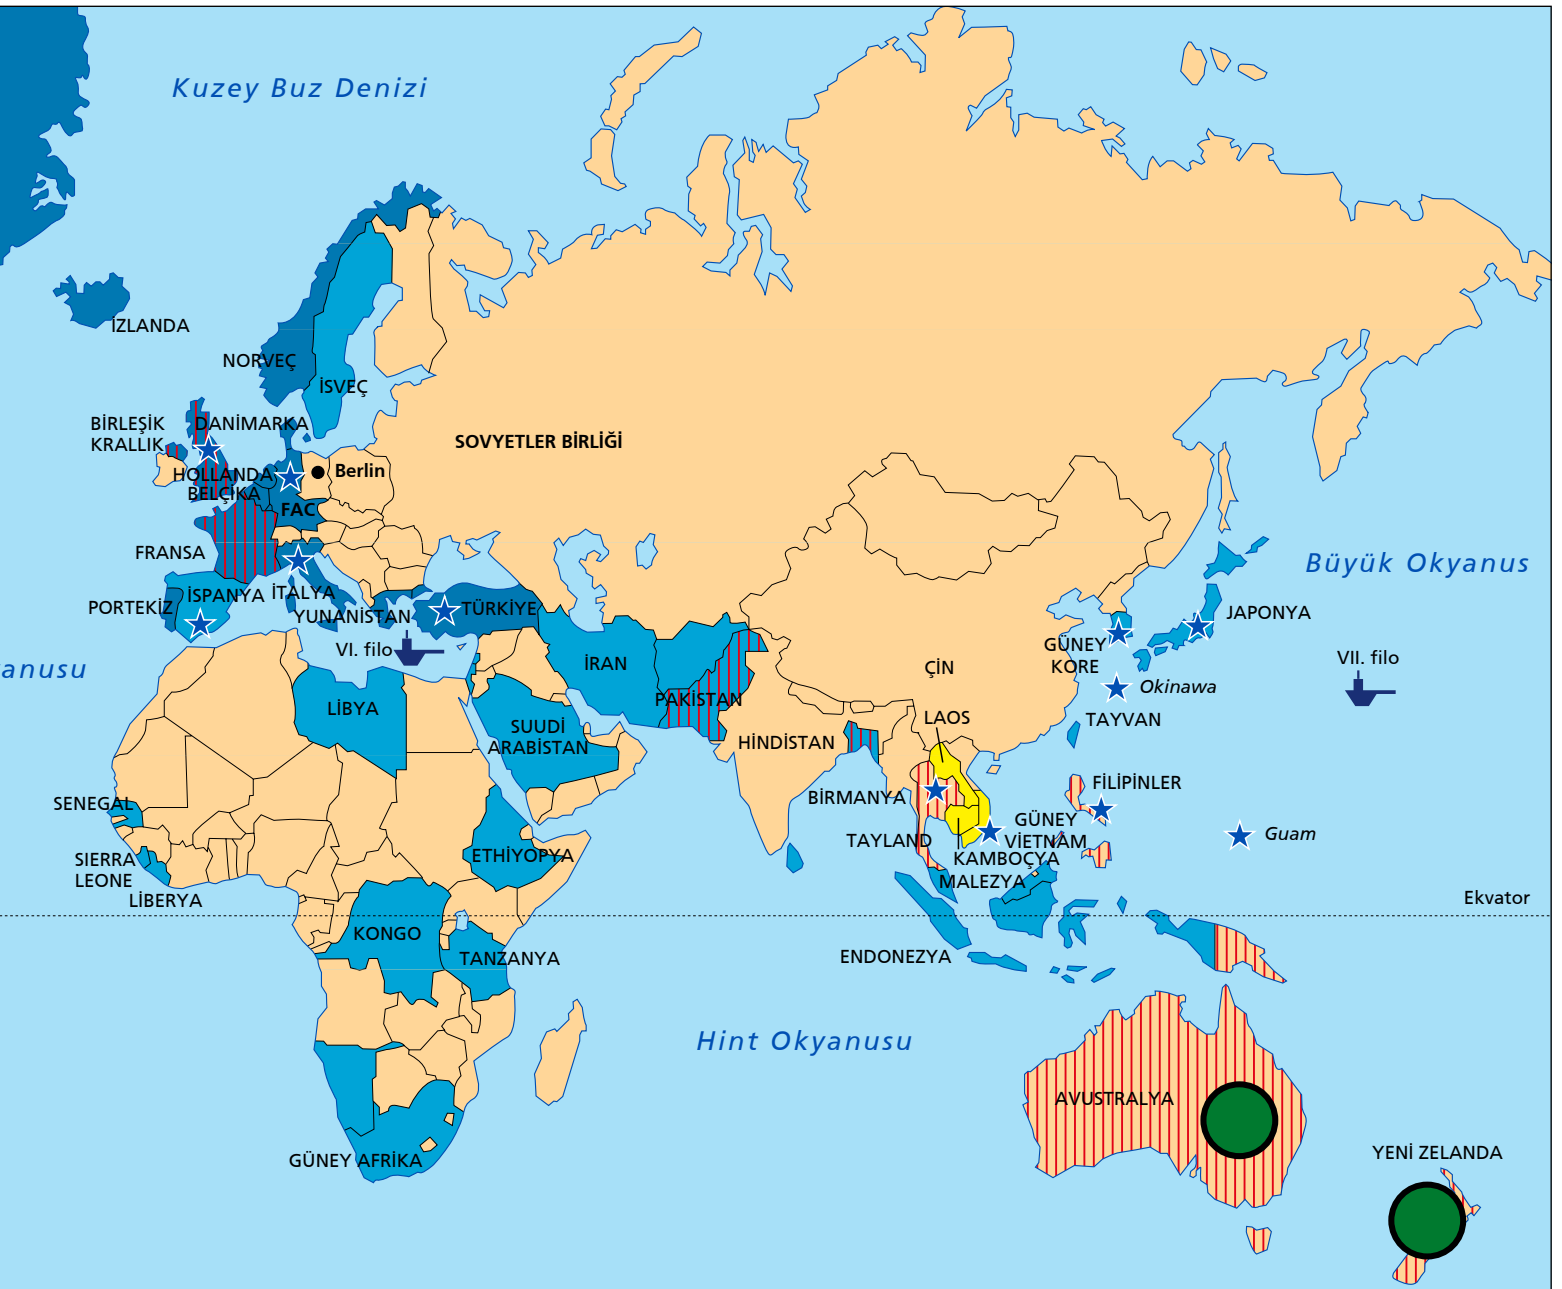 Kuzey Buz Denizi
İZLANDA
NORVEÇ
İSVEÇ
BİRLEŞİK
KRALLIK
DANİMARKA
SOVYETLER BİRLİĞİ
HOLLANDA
Berlin
BELÇİKA
FAC
FRANSA
Büyük Okyanus
PORTEKİZ
İSPANYA
İTALYA
YUNANİSTAN
TÜRKİYE
JAPONYA
VI. filo
anusu
İRAN
GÜNEY
KORE
ÇİN
VII. filo
Okinawa
PAKİSTAN
LİBYA
SUUDİ
ARABİSTAN
LAOS
TAYVAN
HİNDİSTAN
FİLİPİNLER
BİRMANYA
SENEGAL
GÜNEY
VİETNAM
Guam
TAYLAND
ETHİYOPYA
KAMBOÇYA
SIERRA
LEONE
MALEZYA
LİBERYA
Ekvator
KONGO
TANZANYA
ENDONEZYA
Hint Okyanusu
AVUSTRALYA
GÜNEY AFRİKA
YENİ ZELANDA